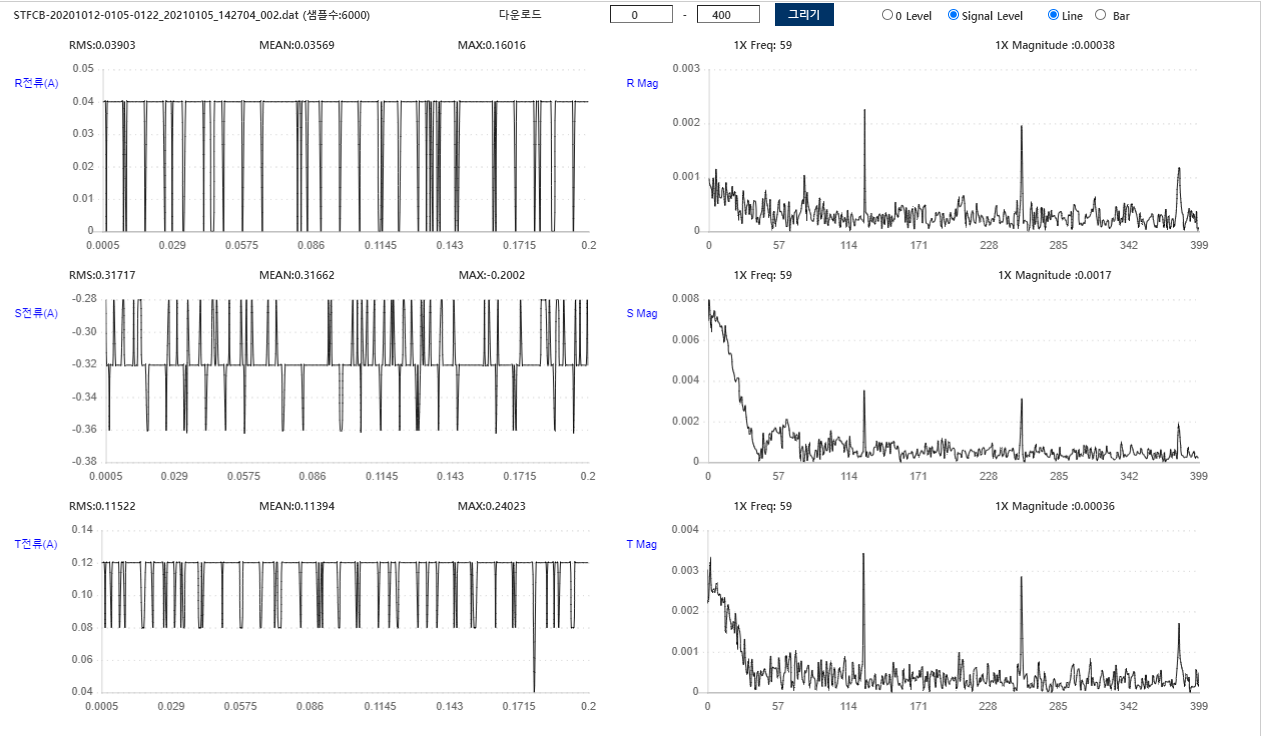 STFCB-20201012-0105-0122_20210105_142704_002.dat (샘플수:6000) 다운로드 0 - 400 그리기 0 Level Signal Level Line Bar
RMS:0.03903 MEAN:0.03569 MAX:0.16016 1X Freq: 59 1X Magnitude :0.00038
R전류(A)
0.05
0.04
0.03
0.02
0.01
0
0.0005 0.029 0.0575 0.086 0.1145 0.143 0.1715 0.2
R Mag
0.003
0.002
0.001
0
0 57 114 171 228 285 342 399
RMS:0.31717 MEAN:0.31662 MAX:-0.2002 1X Freq: 59 1X Magnitude :0.0017
S전류(A)
-0.28
-0.30
-0.32
-0.34
-0.36
-0.38
0.0005 0.029 0.0575 0.086 0.1145 0.143 0.1715 0.2
S Mag
0.008
0.006
0.004
0.002
0
0 57 114 171 228 285 342 399
RMS:0.11522 MEAN:0.11394 MAX:0.24023 1X Freq: 59 1X Magnitude :0.00036
T전류(A)
0.14
0.12
0.10
0.08
0.06
0.04
0.0005 0.029 0.0575 0.086 0.1145 0.143 0.1715 0.2
T Mag
0.004
0.003
0.002
0.001
0
0 57 114 171 228 285 342 399